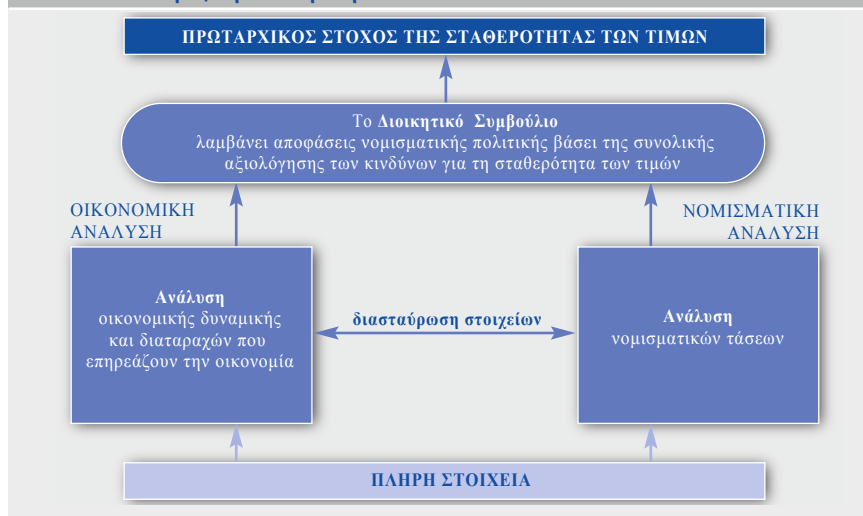 ΠΡΩΤΑΡΧΙΚΟΣ ΣΤΟΧΟΣ ΤΗΣ ΣΤΑΘΕΡΟΤΗΤΑΣ ΤΩΝ ΤΙΜΩΝ
Το Διοικητικό Συμβούλιο
λαμβάνει αποφάσεις νομισματικής πολιτικής βάσει της συνολικής
αξιολόγησης των κινδύνων για τη σταθερότητα των τιμών
ΟΙΚΟΝΟΜΙΚΗ
ΑΝΑΛΥΣΗ
ΝΟΜΙΣΜΑΤΙΚΗ
ΑΝΑΛΥΣΗ
Ανάλυση
οικονομικής δυναμικής
και διαταραχών που
επηρεάζουν την οικονομία
διασταύρωση στοιχείων
Ανάλυση
νομισματικών τάσεων
ΠΛΗΡΗ ΣΤΟΙΧΕΙΑ